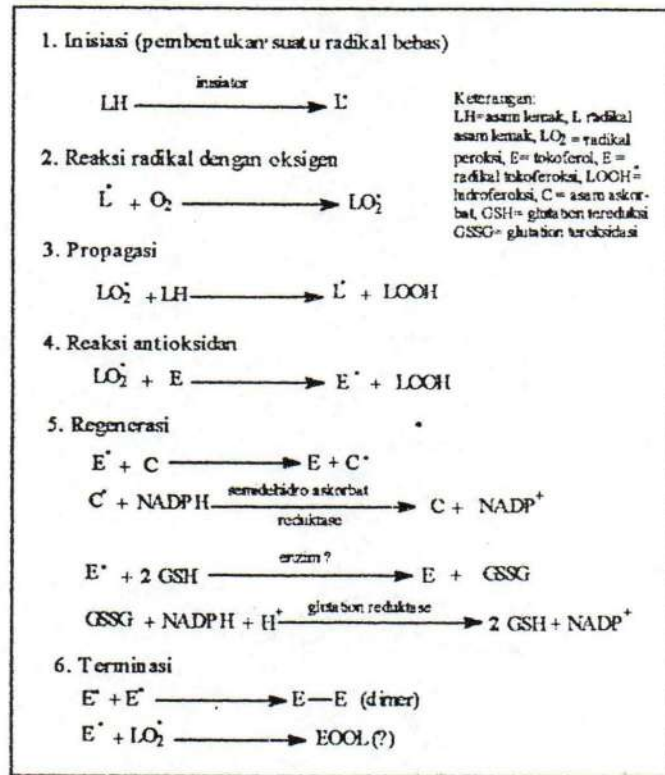 1. Inisiasi (pembentukan suatu radikal bebas)
inisiator
LH ⟶ L•
Keterangan:
LH=asam lemak, L radikal
asam lemak, LO2 = radikal
peroksi, E= tokoferol, E =
radikal tokoferoksi, LOOH=
hidroferoksi, C = asam askor-
bat, GSH= glutation tereduksi
GSSG= glutation teroksidasi
2. Reaksi radikal dengan oksigen
L• + O2 ⟶ LO2•
3. Propagasi
LO2• + LH ⟶ L• + LOOH
4. Reaksi antioksidan
LO2• + E ⟶ E• + LOOH
5. Regenerasi
E• + C ⟶ E + C•
semidehidro askorbat
C• + NADPH ⟶ C + NADP+
reduktase
enzim ?
E• + 2 GSH ⟶ E + GSSG
glutation reduktase
GSSG + NADPH + H+ ⟶ 2 GSH + NADP+
6. Terminasi
E• + E• ⟶ E—E (dimer)
E• + LO2• ⟶ EOOL (?)